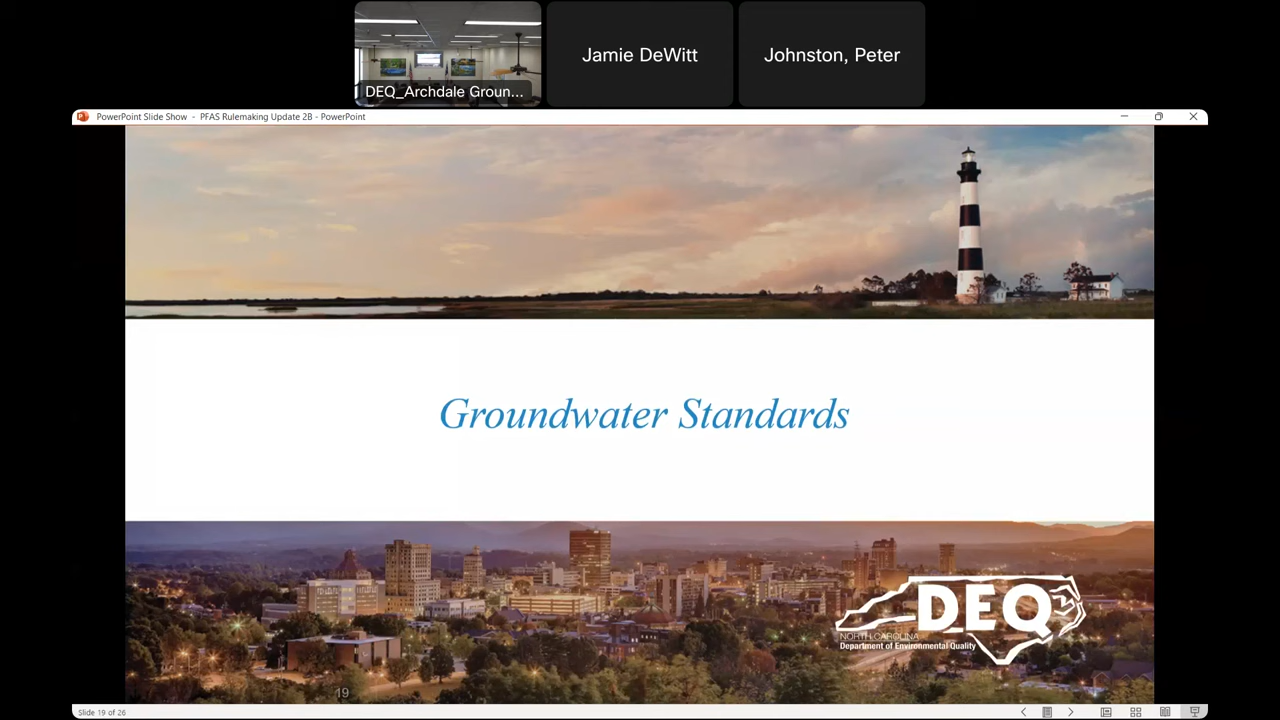 DEQ_Archdale Groun...
Jamie DeWitt
Johnston, Peter
PowerPoint Slide Show - PFAS Rulemaking Update 2B - PowerPoint
Groundwater Standards
DEQ
NORTH CAROLINA
Department of Environmental Quality
19
Slide 19 of 26